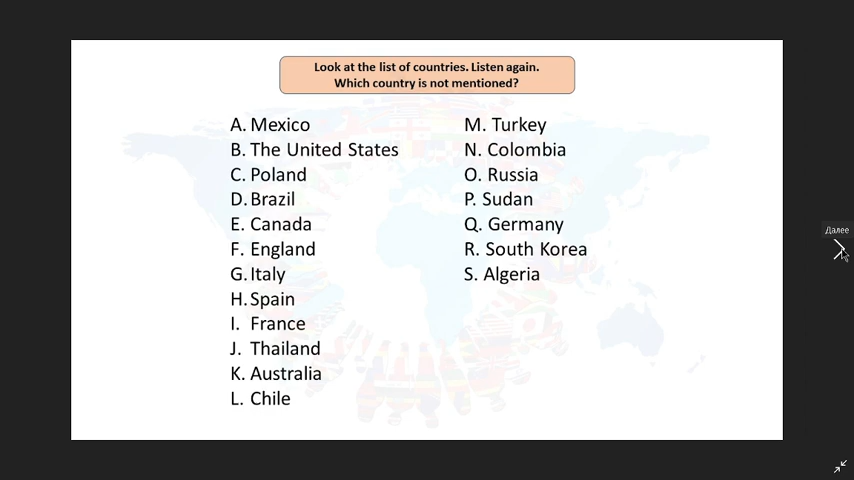 Look at the list of countries. Listen again.
Which country is not mentioned?
A. Mexico
B. The United States
C. Poland
D. Brazil
E. Canada
F. England
G. Italy
H. Spain
I. France
J. Thailand
K. Australia
L. Chile
M. Turkey
N. Colombia
O. Russia
P. Sudan
Q. Germany
R. South Korea
S. Algeria
Далее